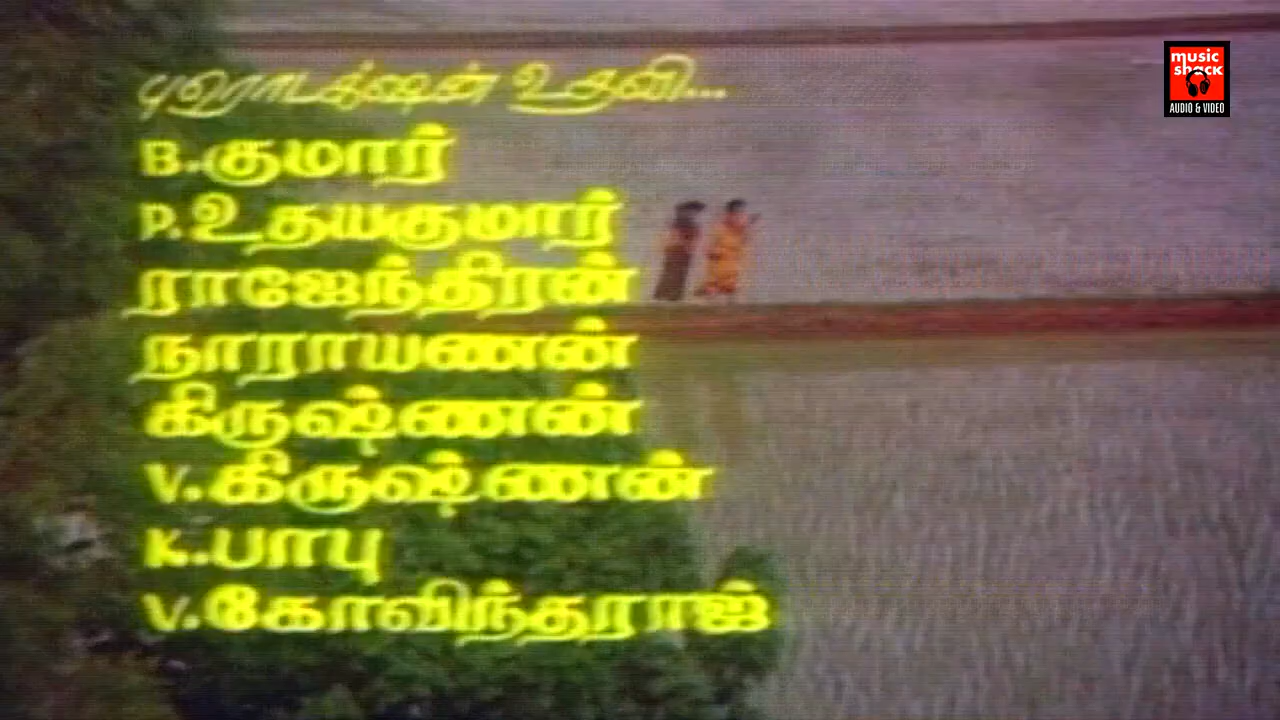 புரொடக்ஷன் உதவி...
B.குமார்
P.உதயகுமார்
ராஜேந்திரன்
நாராயணன்
கிருஷ்ணன்
V.கிருஷ்ணன்
K.பாபு
V.கோவிந்தராஜ்
music
shack
AUDIO & VIDEO